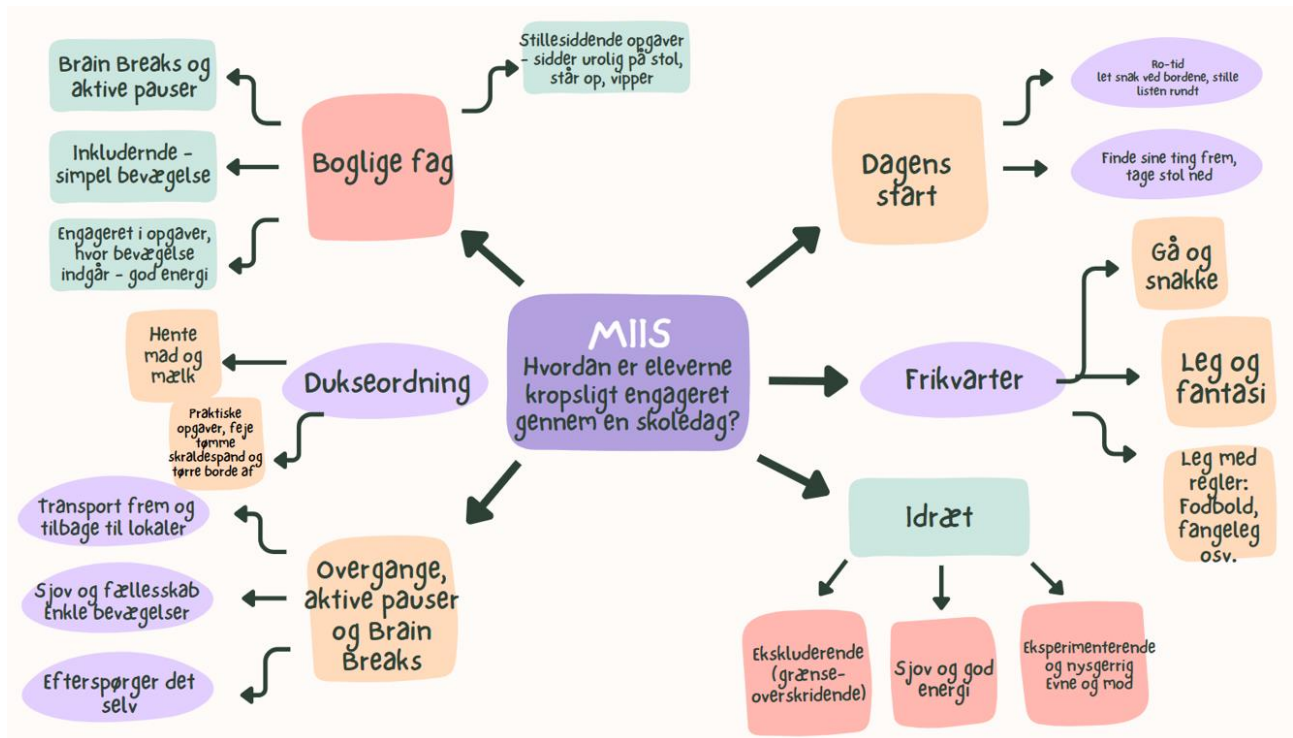 MIIS
Hvordan er eleverne
kropsligt engageret
gennem en skoledag?
Boglige fag
Stillesiddende opgaver
- sidder urolig på stol,
står op, vipper
Brain Breaks og
aktive pauser
Inkludernde -
simpel bevægelse
Engageret i opgaver,
hvor bevægelse
indgår - god energi
Dagens
start
Ro-tid
let snak ved bordene, stille
listen rundt
Finde sine ting frem,
tage stol ned
Frikvarter
Gå og
snakke
Leg og
fantasi
Leg med
regler:
Fodbold,
fangeleg
osv.
Idræt
Ekskluderende
(grænse-
overskridende)
Sjov og god
energi
Eksperimenterende
og nysgerrig
Evne og mod
Dukseordning
Hente
mad og
mælk
Praktiske
opgaver, feje
tømme
skraldespand og
tørre borde af
Overgange,
aktive pauser
og Brain
Breaks
Transport frem og
tilbage til lokaler
Sjov og fællesskab
Enkle bevægelser
Efterspørger det
selv